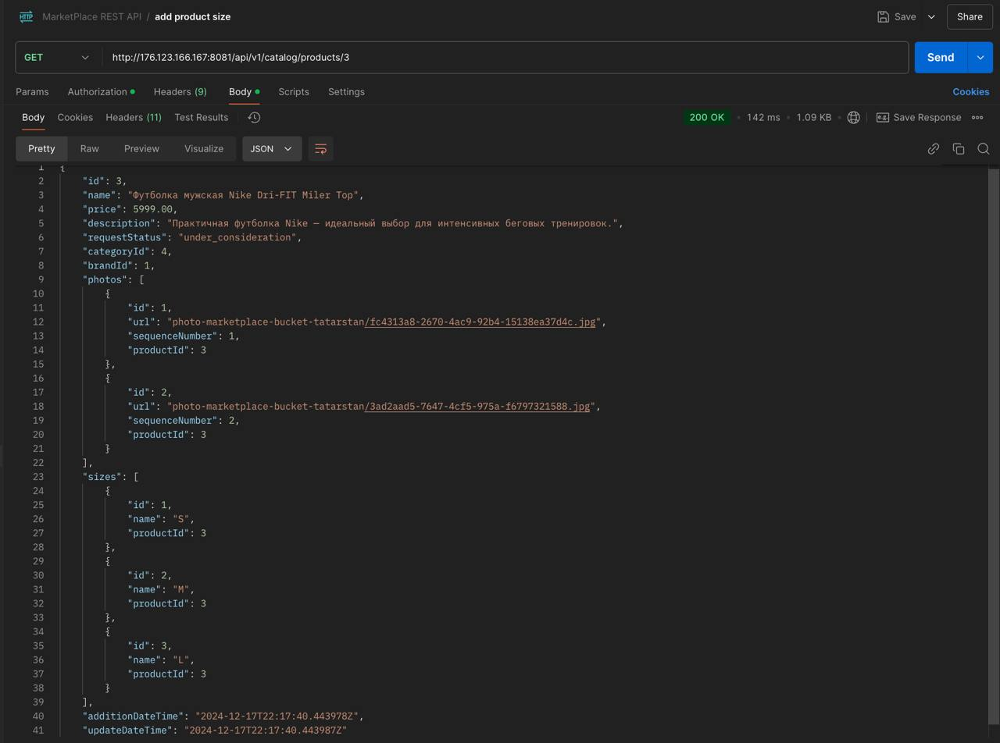 HTTP MarketPlace REST API / add product size Save Share
GET http://176.123.166.167:8081/api/v1/catalog/products/3 Send
Params Authorization Headers (9) Body Scripts Settings Cookies
Body Cookies Headers (11) Test Results 200 OK 142 ms 1.09 KB e.g. Save Response
Pretty Raw Preview Visualize JSON
1 {
2 "id": 3,
3 "name": "Футболка мужская Nike Dri-FIT Miler Top",
4 "price": 5999.00,
5 "description": "Практичная футболка Nike — идеальный выбор для интенсивных беговых тренировок.",
6 "requestStatus": "under_consideration",
7 "categoryId": 4,
8 "brandId": 1,
9 "photos": [
10 {
11 "id": 1,
12 "url": "photo-marketplace-bucket-tatarstan/fc4313a8-2670-4ac9-92b4-15138ea37d4c.jpg",
13 "sequenceNumber": 1,
14 "productId": 3
15 },
16 {
17 "id": 2,
18 "url": "photo-marketplace-bucket-tatarstan/3ad2aad5-7647-4cf5-975a-f6797321588.jpg",
19 "sequenceNumber": 2,
20 "productId": 3
21 }
22 ],
23 "sizes": [
24 {
25 "id": 1,
26 "name": "S",
27 "productId": 3
28 },
29 {
30 "id": 2,
31 "name": "M",
32 "productId": 3
33 },
34 {
35 "id": 3,
36 "name": "L",
37 "productId": 3
38 }
39 ],
40 "additionDateTime": "2024-12-17T22:17:40.443978Z",
41 "updateDateTime": "2024-12-17T22:17:40.443987Z"